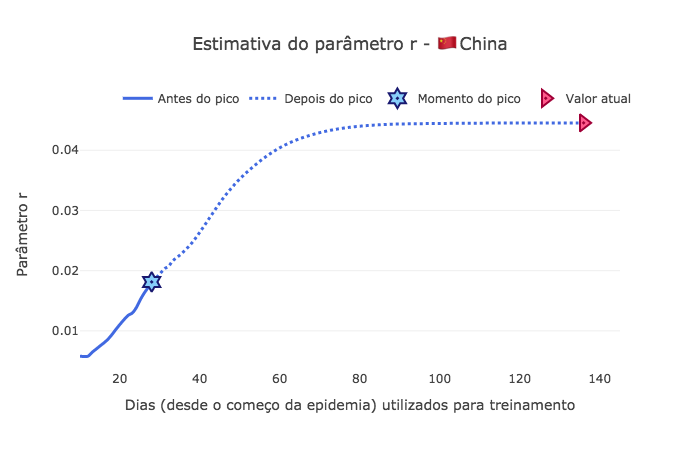 Estimativa do parâmetro r - 🇨🇳China
Antes do pico Depois do pico Momento do pico Valor atual
Parâmetro r
0.04
0.03
0.02
0.01
20 40 60 80 100 120 140
Dias (desde o começo da epidemia) utilizados para treinamento